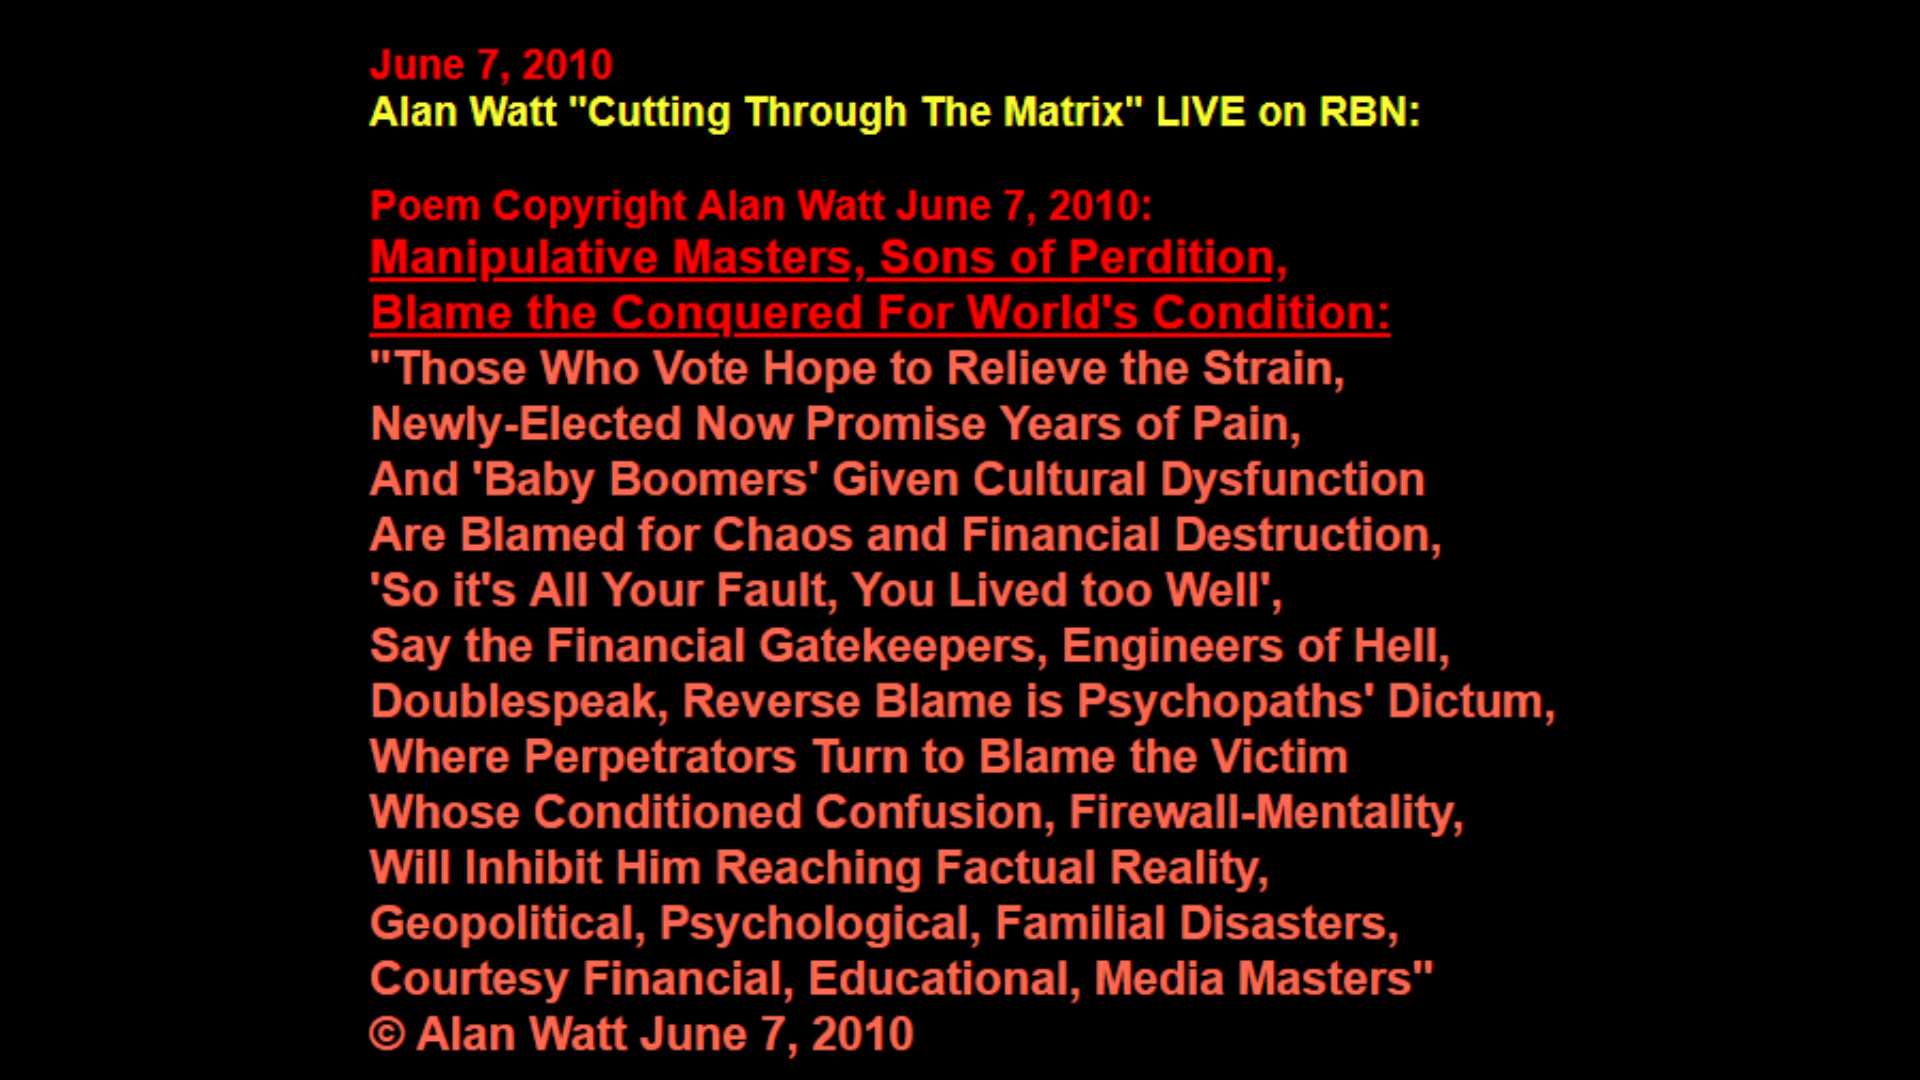 June 7, 2010
Alan Watt "Cutting Through The Matrix" LIVE on RBN:
Poem Copyright Alan Watt June 7, 2010:
Manipulative Masters, Sons of Perdition,
Blame the Conquered For World's Condition:
"Those Who Vote Hope to Relieve the Strain,
Newly-Elected Now Promise Years of Pain,
And 'Baby Boomers' Given Cultural Dysfunction
Are Blamed for Chaos and Financial Destruction,
'So it's All Your Fault, You Lived too Well',
Say the Financial Gatekeepers, Engineers of Hell,
Doublespeak, Reverse Blame is Psychopaths' Dictum,
Where Perpetrators Turn to Blame the Victim
Whose Conditioned Confusion, Firewall-Mentality,
Will Inhibit Him Reaching Factual Reality,
Geopolitical, Psychological, Familial Disasters,
Courtesy Financial, Educational, Media Masters"
© Alan Watt June 7, 2010